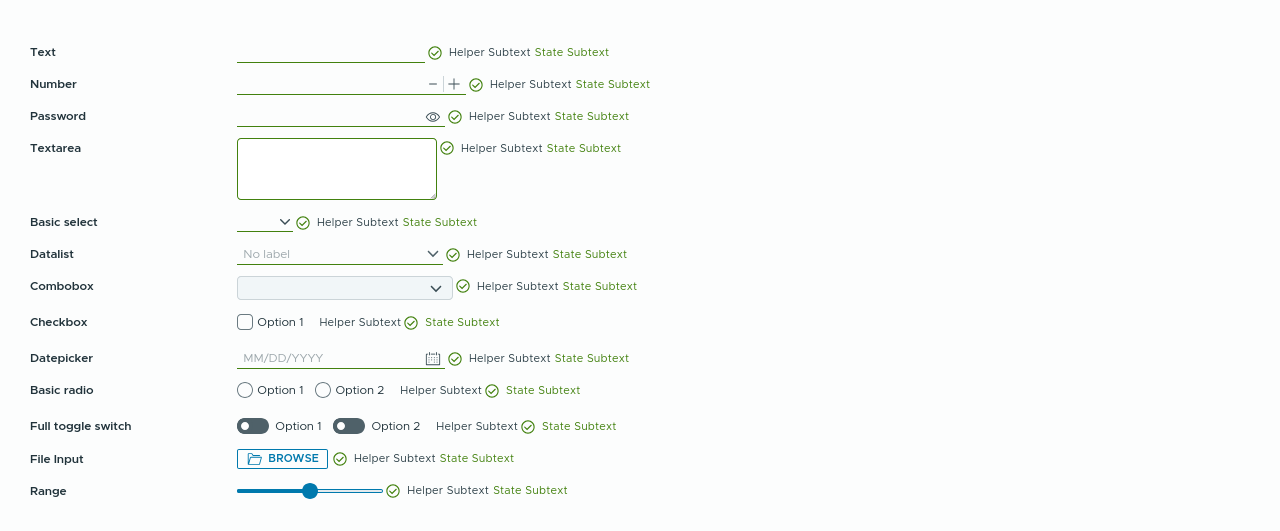 Text Helper Subtext State Subtext
Number Helper Subtext State Subtext
Password Helper Subtext State Subtext
Textarea Helper Subtext State Subtext
Basic select Helper Subtext State Subtext
Datalist No label Helper Subtext State Subtext
Combobox Helper Subtext State Subtext
Checkbox Option 1 Helper Subtext State Subtext
Datepicker MM/DD/YYYY Helper Subtext State Subtext
Basic radio Option 1 Option 2 Helper Subtext State Subtext
Full toggle switch Option 1 Option 2 Helper Subtext State Subtext
File Input BROWSE Helper Subtext State Subtext
Range Helper Subtext State Subtext